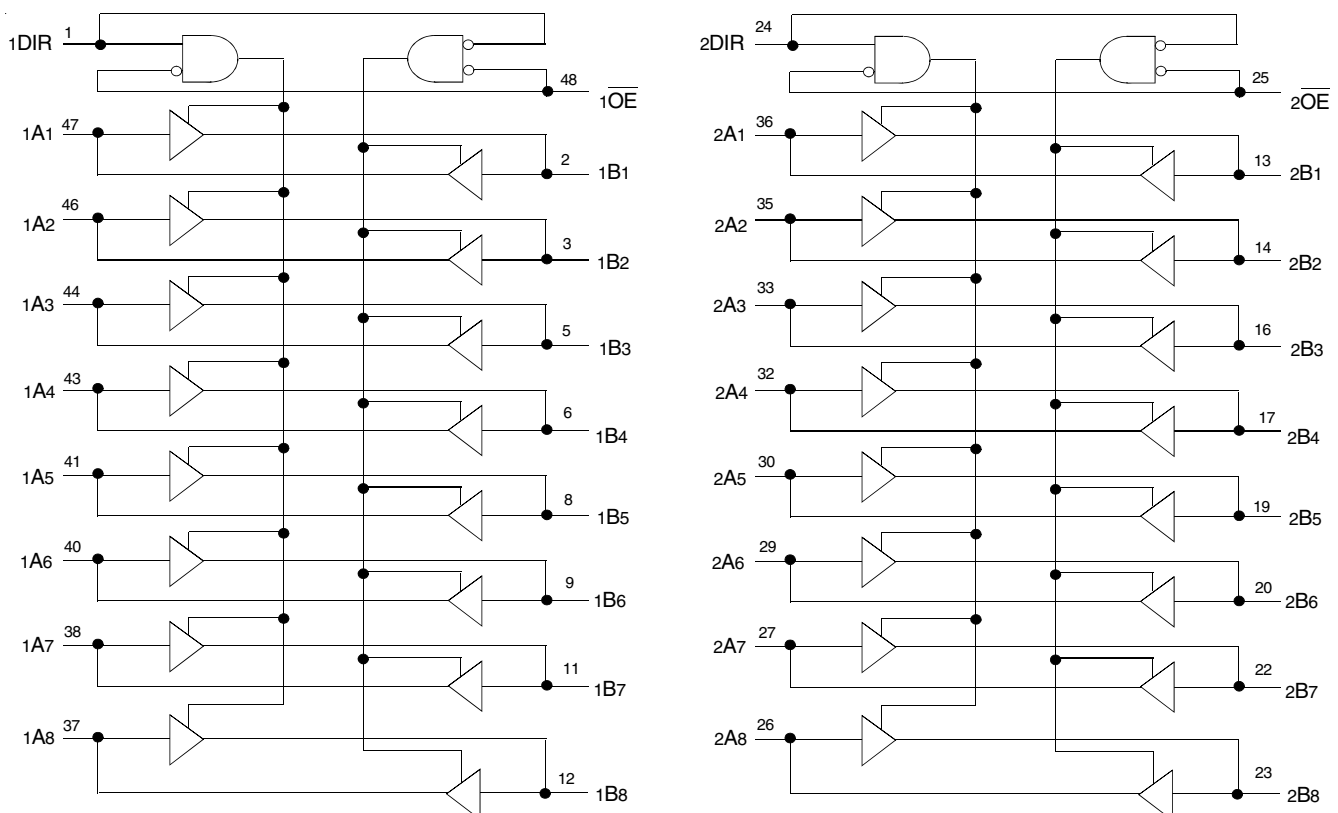 1DIR 1
48
1OE
1A1 47
2 1B1
1A2 46
3 1B2
1A3 44
5 1B3
1A4 43
6 1B4
1A5 41
8 1B5
1A6 40
9 1B6
1A7 38
11 1B7
1A8 37
12 1B8
2DIR 24
25
2OE
2A1 36
13 2B1
2A2 35
14 2B2
2A3 33
16 2B3
2A4 32
17 2B4
2A5 30
19 2B5
2A6 29
20 2B6
2A7 27
22 2B7
2A8 26
23 2B8